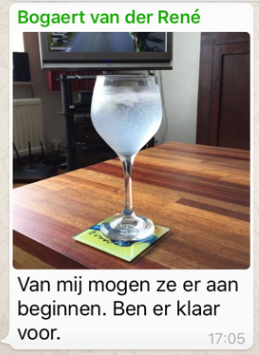 Bogaert van der René
Van mij mogen ze er aan
beginnen. Ben er klaar
voor.
17:05